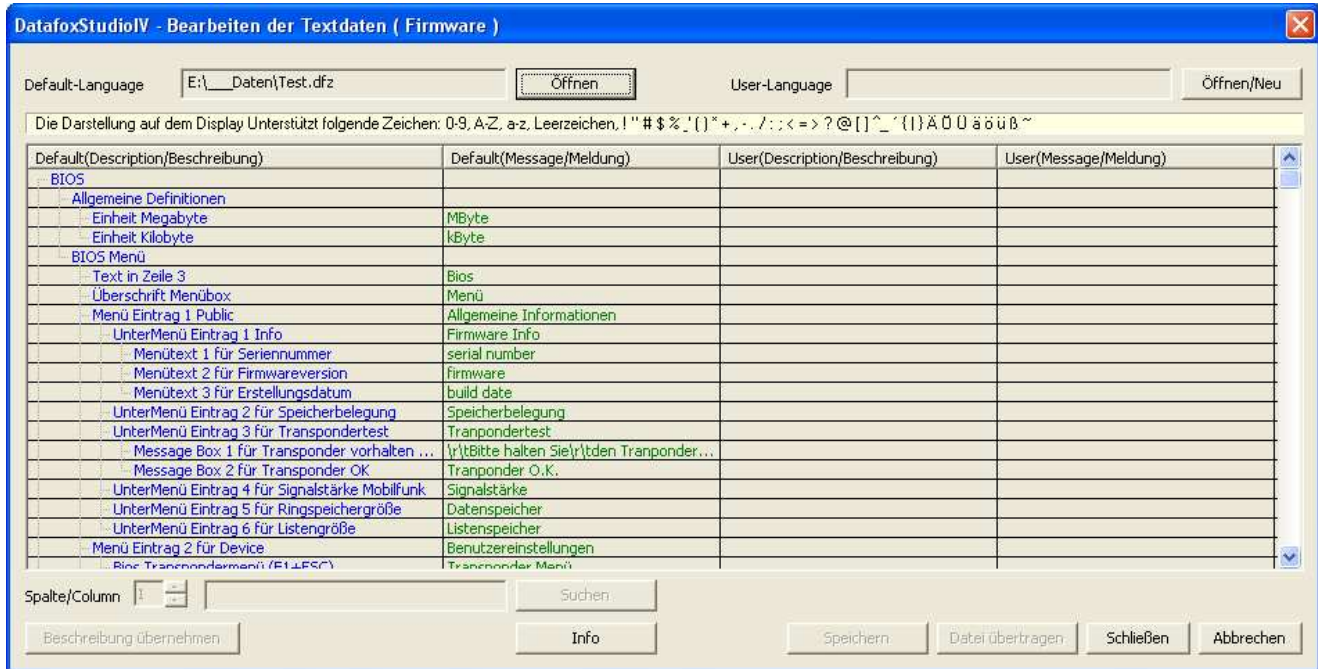 DatafoxStudioIV - Bearbeiten der Textdaten ( Firmware )
Default-Language E:\___Daten\Test.dfz Öffnen User-Language Öffnen/Neu
Die Darstellung auf dem Display Unterstützt folgende Zeichen: 0-9, A-Z, a-z, Leerzeichen, ! " # $ % ,' ( ) * + , - . / : ; < = > ? @ [ ] ^ _ ´ { | } Ä Ö Ü ä ö ü ß ~
Default(Description/Beschreibung) Default(Message/Meldung) User(Description/Beschreibung) User(Message/Meldung)
BIOS
Allgemeine Definitionen
Einheit Megabyte MByte
Einheit Kilobyte kByte
BIOS Menü
Text in Zeile 3 Bios
Überschrift Menübox Menü
Menü Eintrag 1 Public Allgemeine Informationen
UnterMenü Eintrag 1 Info Firmware Info
Menütext 1 für Seriennummer serial number
Menütext 2 für Firmwareversion firmware
Menütext 3 für Erstellungsdatum build date
UnterMenü Eintrag 2 für Speicherbelegung Speicherbelegung
UnterMenü Eintrag 3 für Transpondertest Tranpondertest
Message Box 1 für Transponder vorhalten ... \r\tBitte halten Sie\r\tden Tranponder...
Message Box 2 für Transponder OK Tranponder O.K.
UnterMenü Eintrag 4 für Signalstärke Mobilfunk Signalstärke
UnterMenü Eintrag 5 für Ringspeichergröße Datenspeicher
UnterMenü Eintrag 6 für Listengröße Listenspeicher
Menü Eintrag 2 für Device Benutzereinstellungen
Bios Transpondermenü (F1+ESC) Transponder Menü
Spalte/Column 1 Suchen
Beschreibung übernehmen Info Speichern Datei übertragen Schließen Abbrechen